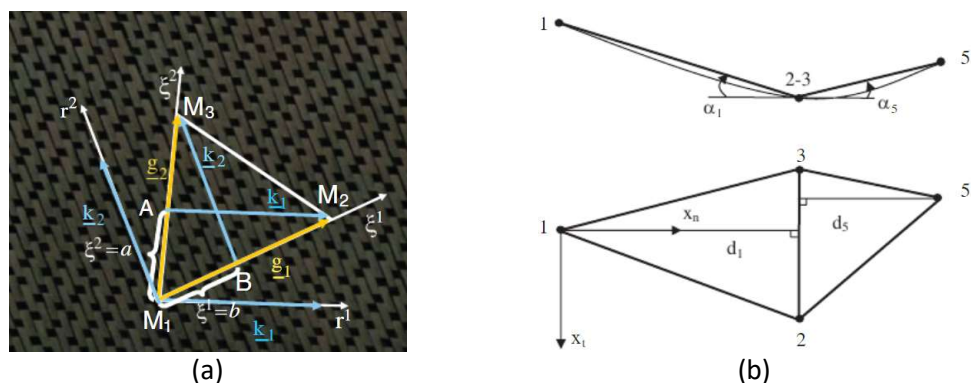 ξ²
M₃
r²
k₂
g₂
k₂
A
k₁
M₂
ξ¹
ξ²=a
B
g₁
M₁
ξ¹=b
k₁
r¹
(a)
1
5
2-3
α₁
α₅
3
5
1
xₙ
d₁
d₅
xₜ
2
(b)